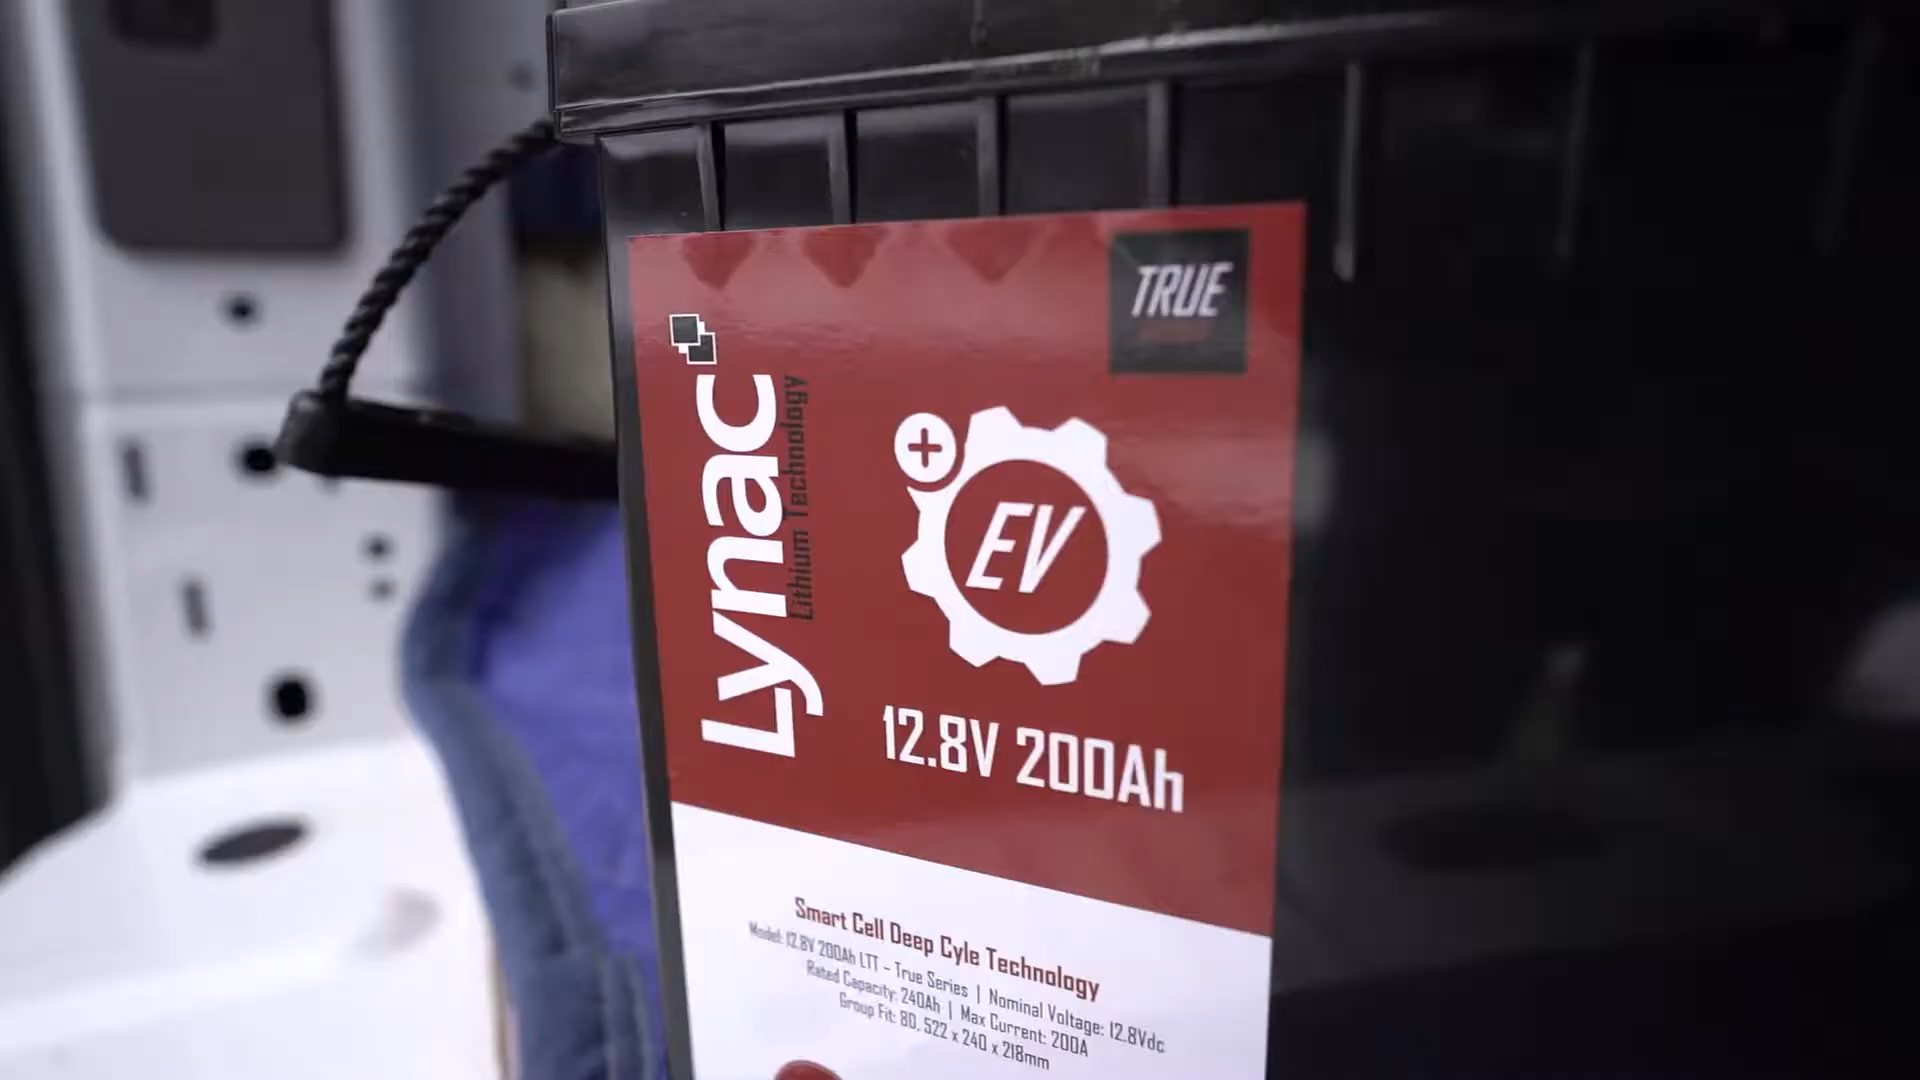 TRUE
Lynac
Lithium Technology
EV
12.8V 200Ah
Smart Cell Deep Cyle Technology
Model: 12.8V 200Ah LTT – True Series | Nominal Voltage: 12.8Vdc
Rated Capacity: 240Ah | Max Current: 200A
Group Fit: 80, 522 x 240 x 218mm